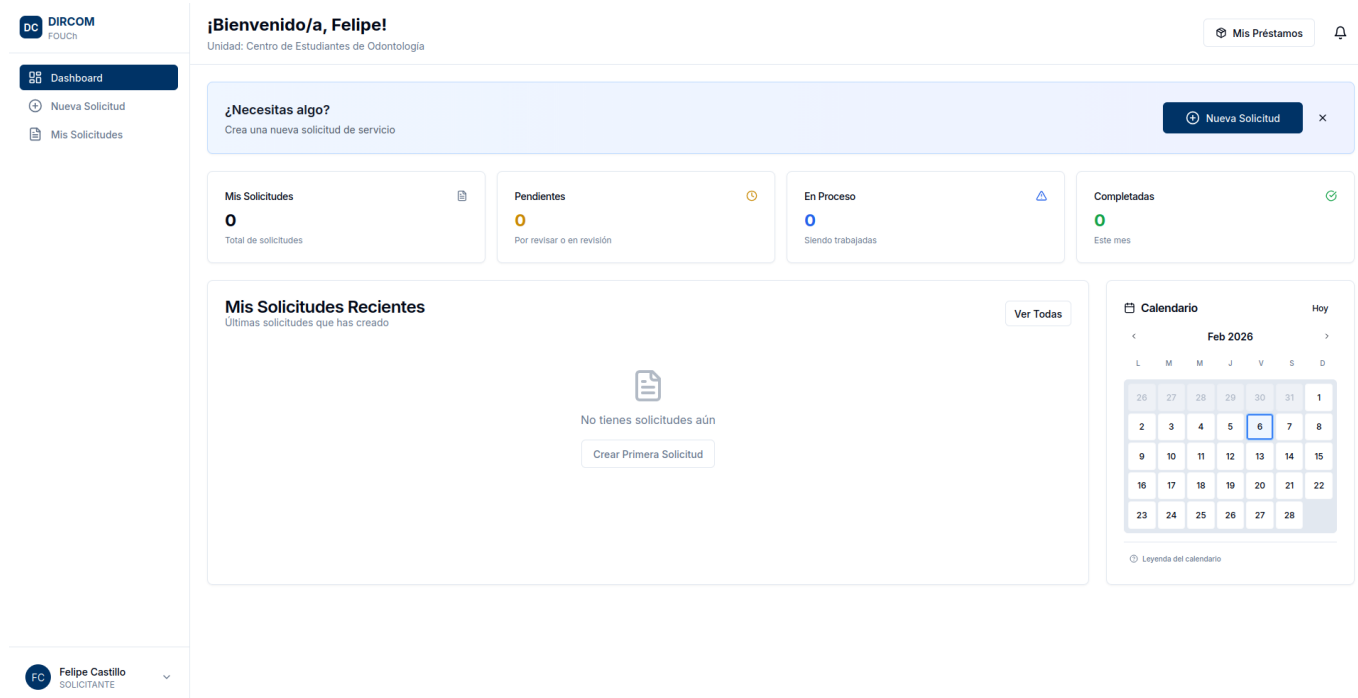 DC
DIRCOM
FOUCh
Dashboard
Nueva Solicitud
Mis Solicitudes
FC
Felipe Castillo
SOLICITANTE
¡Bienvenido/a, Felipe!
Unidad: Centro de Estudiantes de Odontología
Mis Préstamos
¿Necesitas algo?
Crea una nueva solicitud de servicio
Nueva Solicitud
Mis Solicitudes
0
Total de solicitudes
Pendientes
0
Por revisar o en revisión
En Proceso
0
Siendo trabajadas
Completadas
0
Este mes
Mis Solicitudes Recientes
Últimas solicitudes que has creado
Ver Todas
No tienes solicitudes aún
Crear Primera Solicitud
Calendario
Hoy
Feb 2026
L M M J V S D
26 27 28 29 30 31 1
2 3 4 5 6 7 8
9 10 11 12 13 14 15
16 17 18 19 20 21 22
23 24 25 26 27 28
Leyenda del calendario